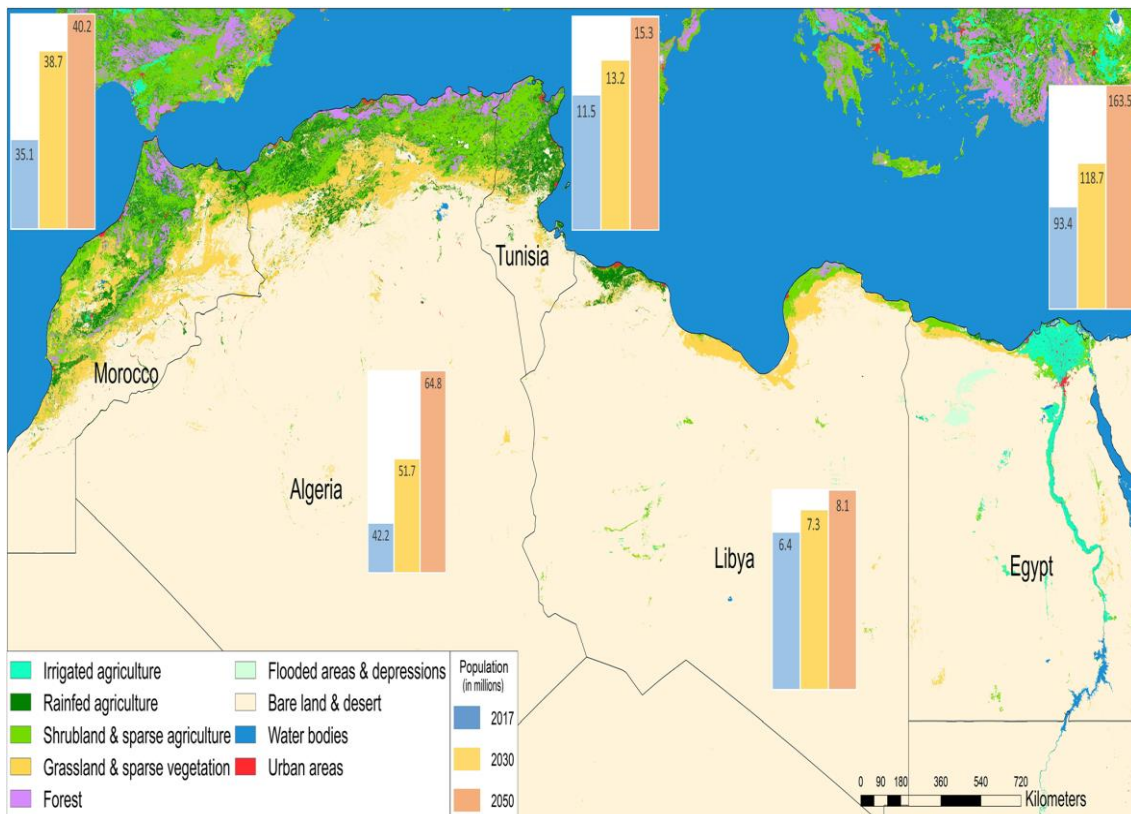 40.2
38.7
35.1
15.3
13.2
11.5
163.5
118.7
93.4
Tunisia
Morocco
64.8
51.7
42.2
Algeria
8.1
7.3
6.4
Libya
Egypt
Irrigated agriculture
Rainfed agriculture
Shrubland & sparse agriculture
Grassland & sparse vegetation
Forest
Flooded areas & depressions
Bare land & desert
Water bodies
Urban areas
Population
(in millions)
2017
2030
2050
0 90 180 360 540 720
Kilometers